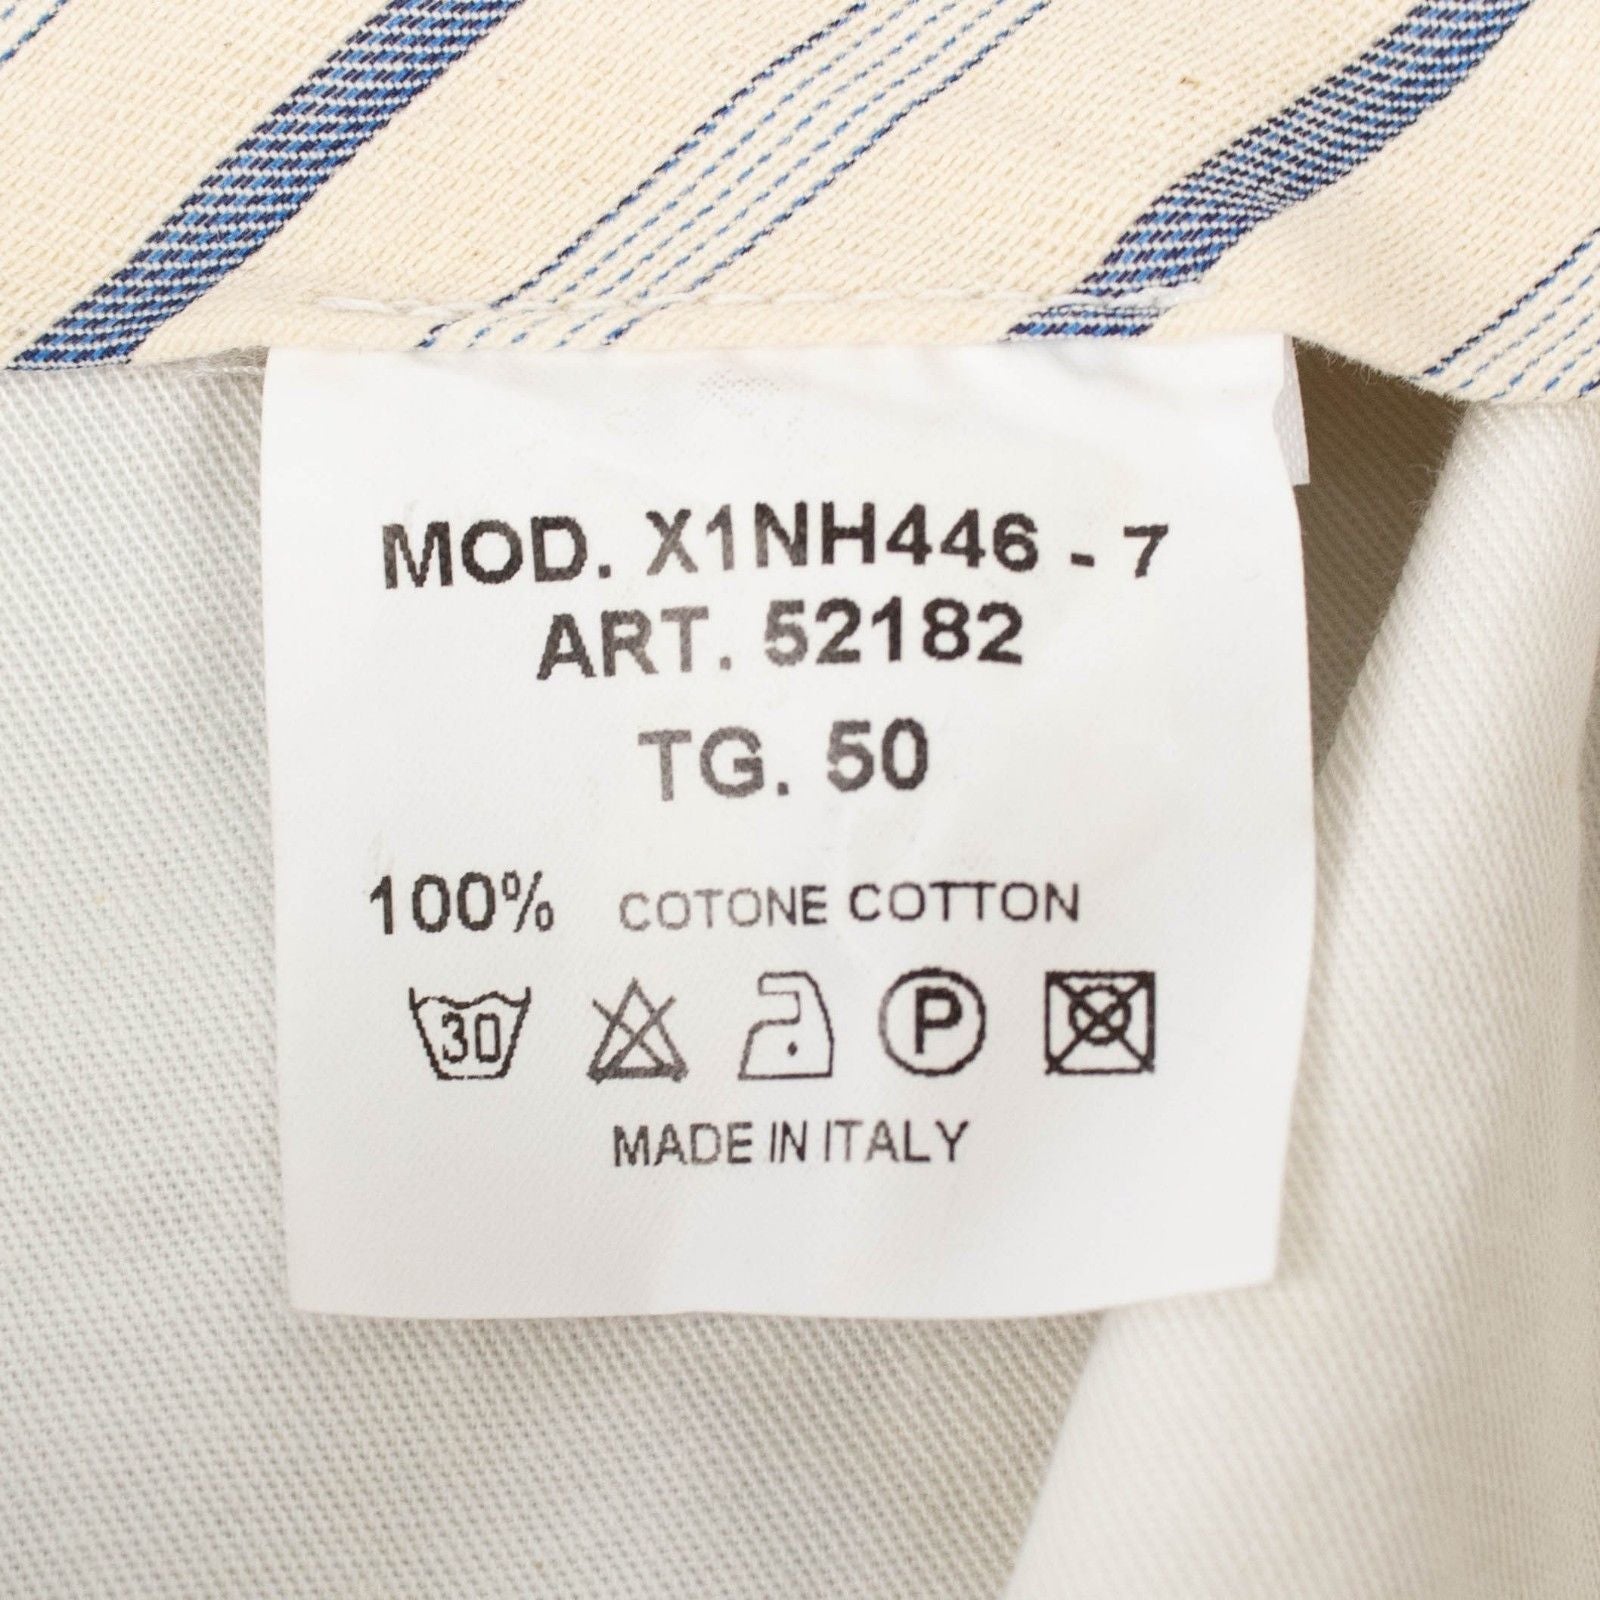 MOD. X1NH446 - 7
ART. 52182
TG. 50
100% COTONE COTTON
30 P
MADE IN ITALY